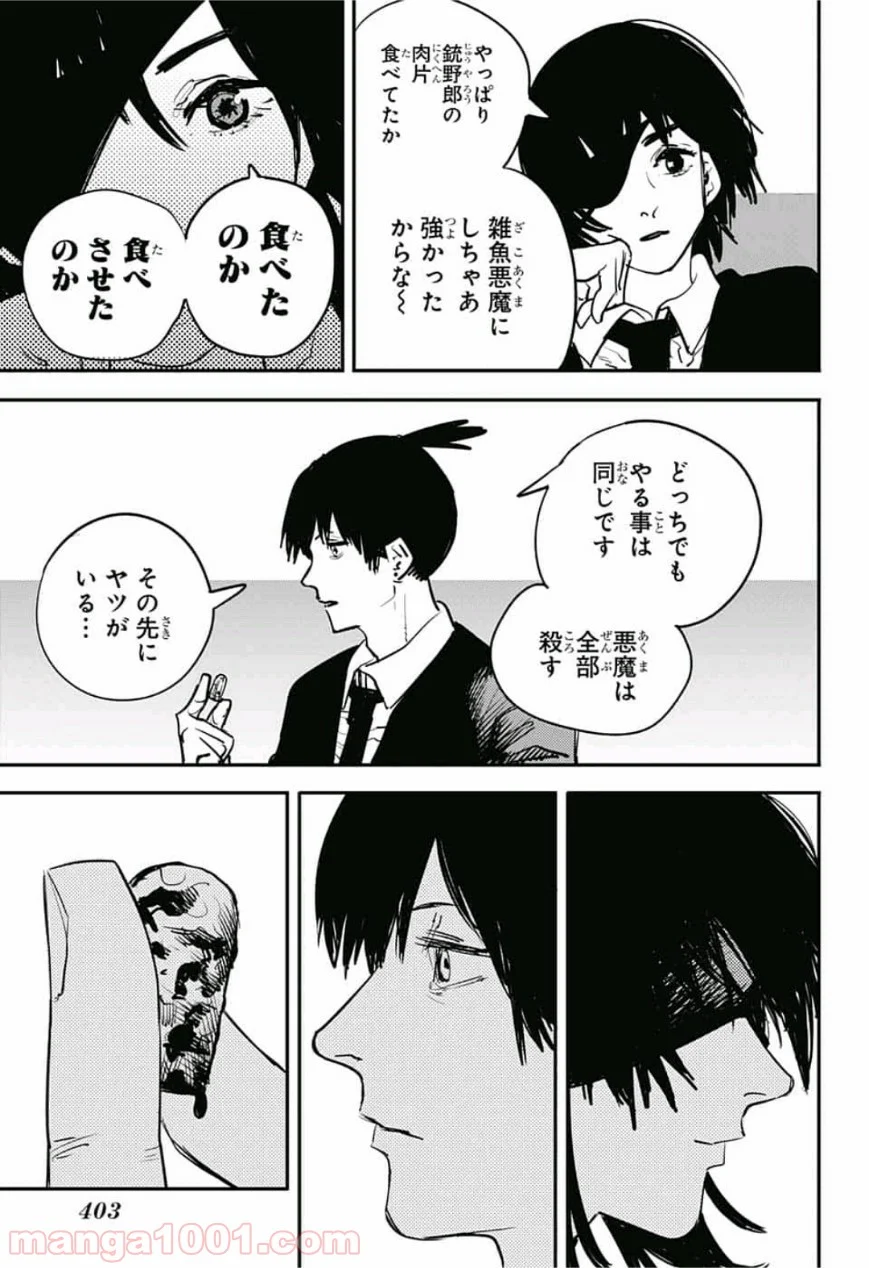 やっぱり
銃野郎の
肉片
食べてたか
雑魚悪魔に
しちゃあ
強かった
からな〜
食べた
のか
食べ
させた
のか
どっちでも
やる事は
同じです
悪魔は
全部
殺す
その先に
ヤツが
いる…
403
manga1001.com